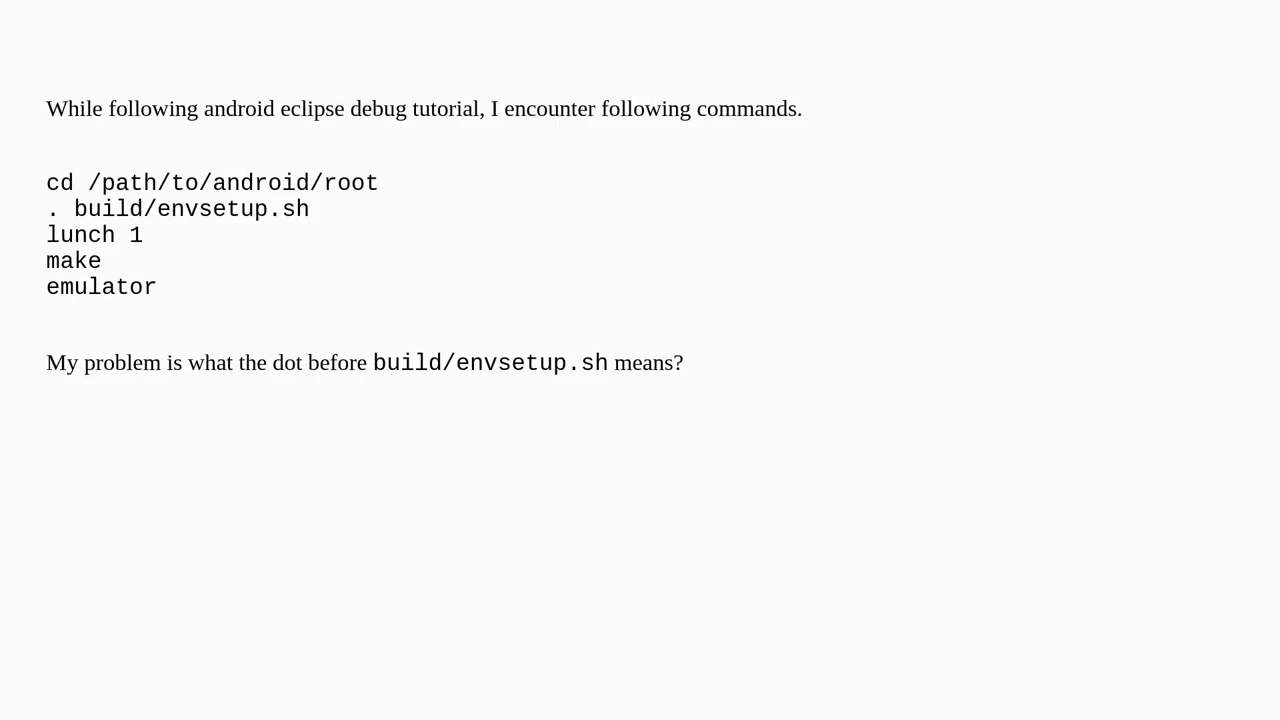 While following android eclipse debug tutorial, I encounter following commands.
cd /path/to/android/root
. build/envsetup.sh
lunch 1
make
emulator
My problem is what the dot before build/envsetup.sh means?